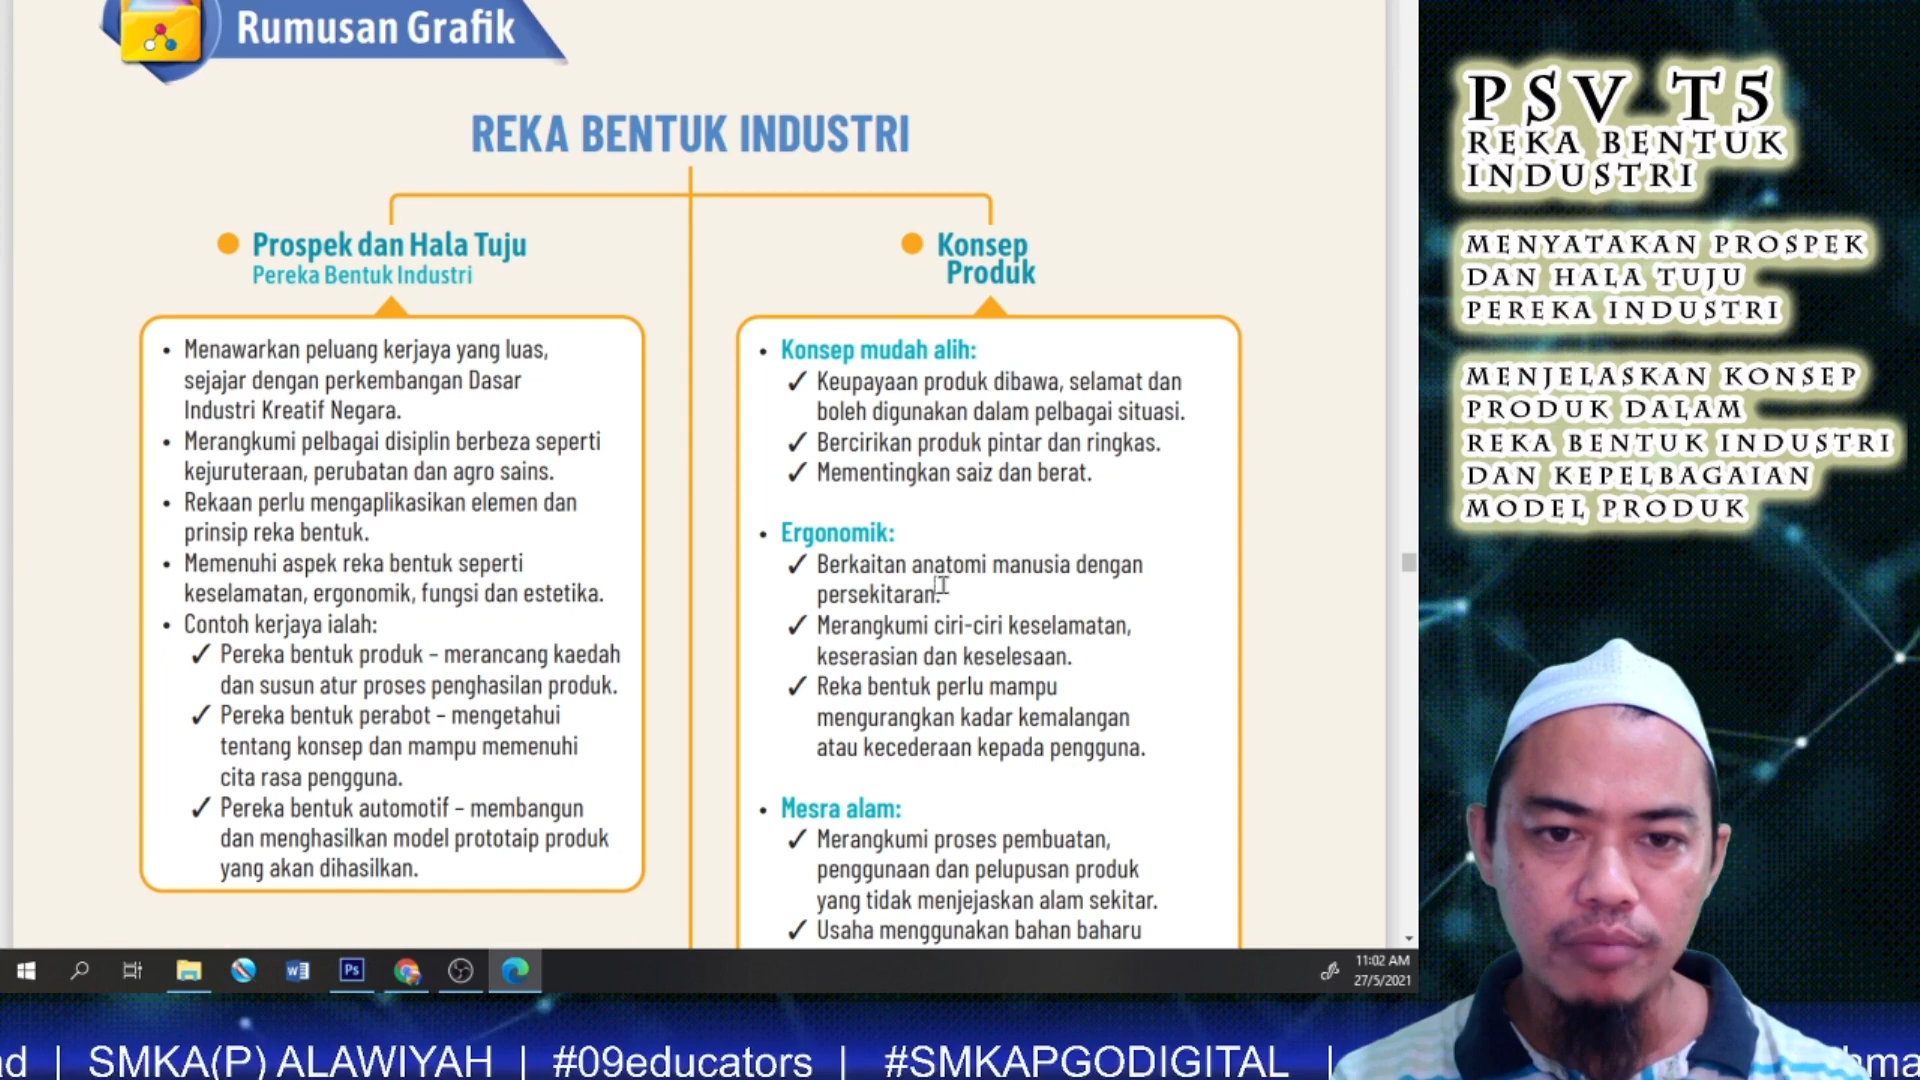 Rumusan Grafik
REKA BENTUK INDUSTRI
Prospek dan Hala Tuju
Pereka Bentuk Industri
• Menawarkan peluang kerjaya yang luas,
sejajar dengan perkembangan Dasar
Industri Kreatif Negara.
• Merangkumi pelbagai disiplin berbeza seperti
kejuruteraan, perubatan dan agro sains.
• Rekaan perlu mengaplikasikan elemen dan
prinsip reka bentuk.
• Memenuhi aspek reka bentuk seperti
keselamatan, ergonomik, fungsi dan estetika.
• Contoh kerjaya ialah:
✓ Pereka bentuk produk – merancang kaedah
dan susun atur proses penghasilan produk.
✓ Pereka bentuk perabot – mengetahui
tentang konsep dan mampu memenuhi
cita rasa pengguna.
✓ Pereka bentuk automotif – membangun
dan menghasilkan model prototaip produk
yang akan dihasilkan.
Konsep
Produk
• Konsep mudah alih:
✓ Keupayaan produk dibawa, selamat dan
boleh digunakan dalam pelbagai situasi.
✓ Bercirikan produk pintar dan ringkas.
✓ Mementingkan saiz dan berat.
• Ergonomik:
✓ Berkaitan anatomi manusia dengan
persekitaran.
✓ Merangkumi ciri-ciri keselamatan,
keserasian dan keselesaan.
✓ Reka bentuk perlu mampu
mengurangkan kadar kemalangan
atau kecederaan kepada pengguna.
• Mesra alam:
✓ Merangkumi proses pembuatan,
penggunaan dan pelupusan produk
yang tidak menjejaskan alam sekitar.
✓ Usaha menggunakan bahan baharu
PSV T5
REKA BENTUK
INDUSTRI
MENYATAKAN PROSPEK
DAN HALA TUJU
PEREKA INDUSTRI
MENJELASKAN KONSEP
PRODUK DALAM
REKA BENTUK INDUSTRI
DAN KEPELBAGAIAN
MODEL PRODUK
Ps
11:02 AM
27/5/2021
| SMKA(P) ALAWIYAH | #09educators | #SMKAPGODIGITAL |